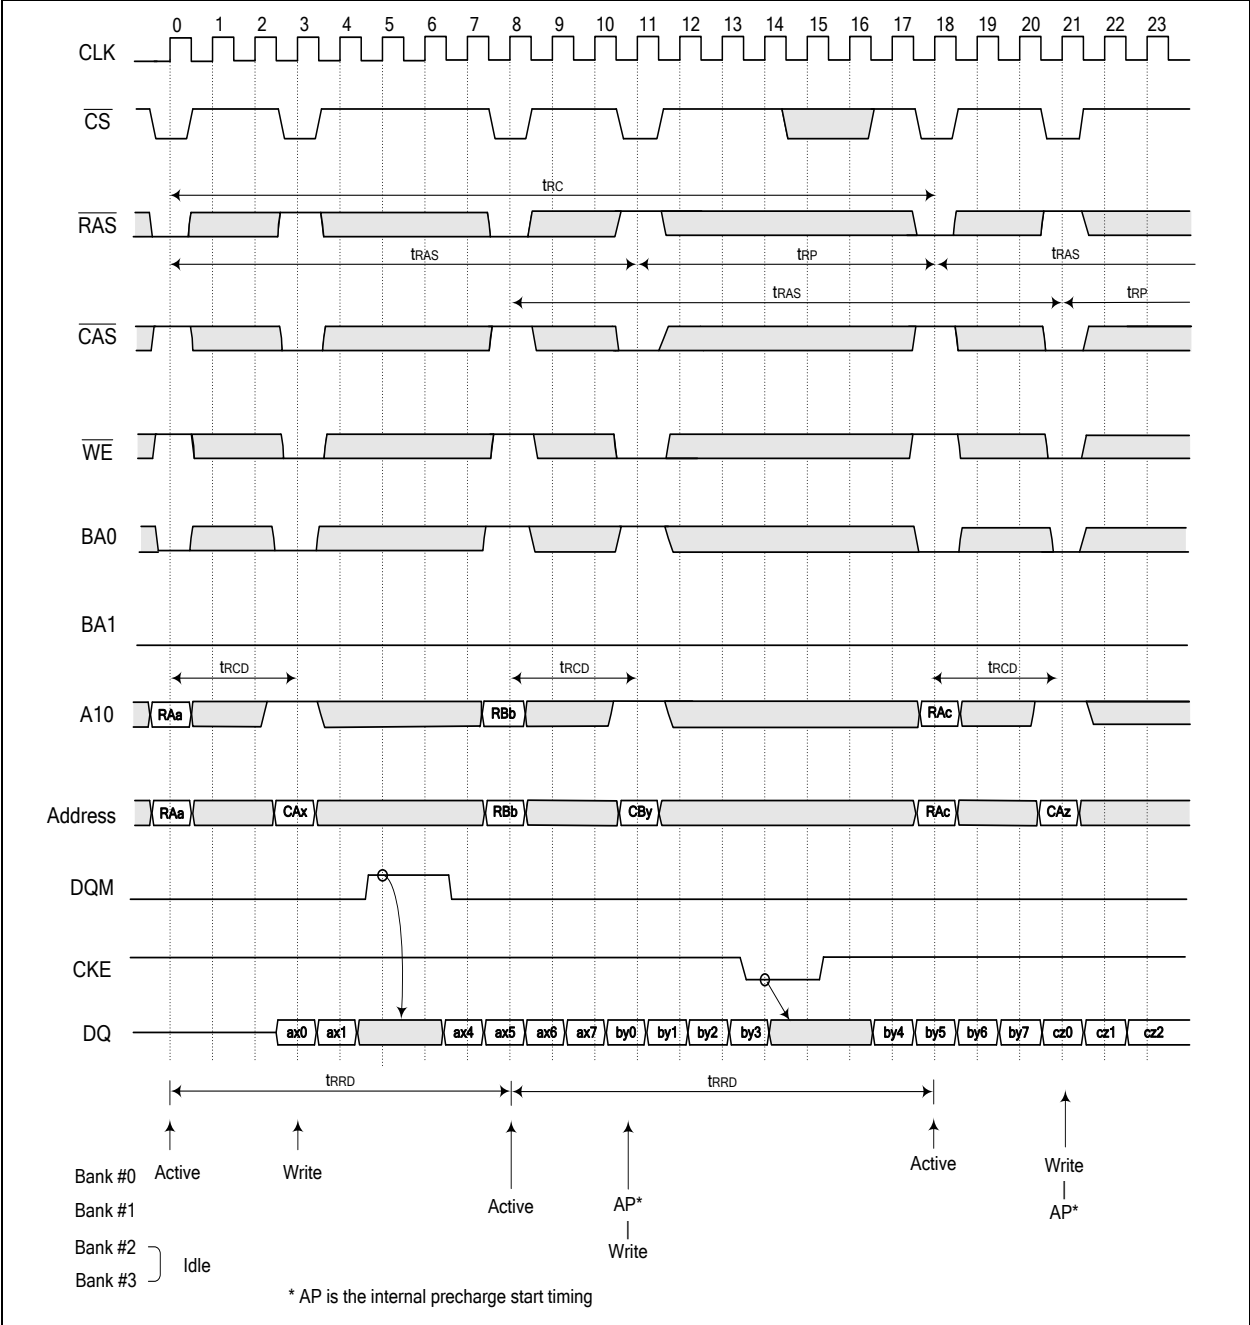 0 1 2 3 4 5 6 7 8 9 10 11 12 13 14 15 16 17 18 19 20 21 22 23
CLK
CS
tRC
RAS
tRAS tRP tRAS
tRAS tRP
CAS
WE
BA0
BA1
tRCD tRCD tRCD
A10 RAa RBb RAc
Address RAa CAx RBb CBy RAc CAz
DQM
CKE
DQ ax0 ax1 ax4 ax5 ax6 ax7 by0 by1 by2 by3 by4 by5 by6 by7 cz0 cz1 cz2
tRRD tRRD
Bank #0 Active Write Active Write
Bank #1 Active AP* | AP*
Bank #2 | Write
Bank #3 Idle
* AP is the internal precharge start timing